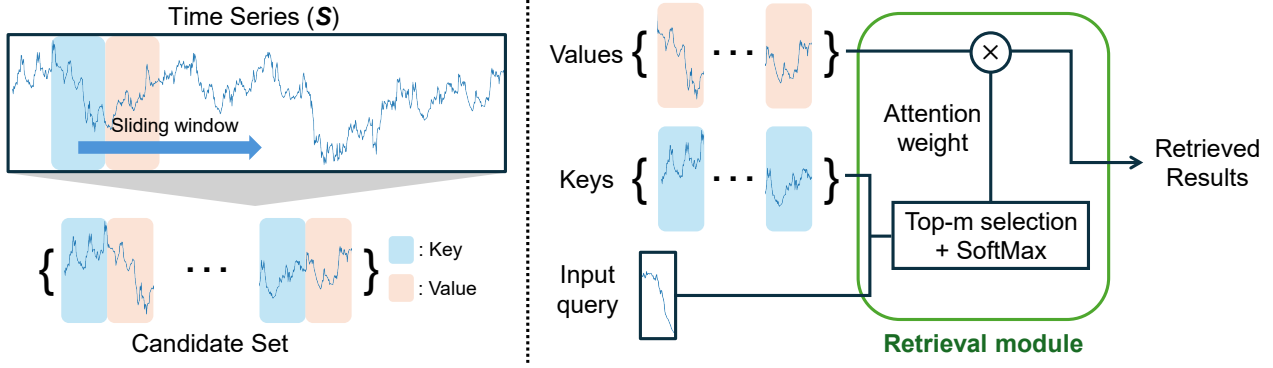 Time Series (S)
Sliding window
{ ··· }
: Key
: Value
Candidate Set
Values { ··· }
Keys { ··· }
Input
query
×
Attention
weight
Top-m selection
+ SoftMax
Retrieved
Results
Retrieval module